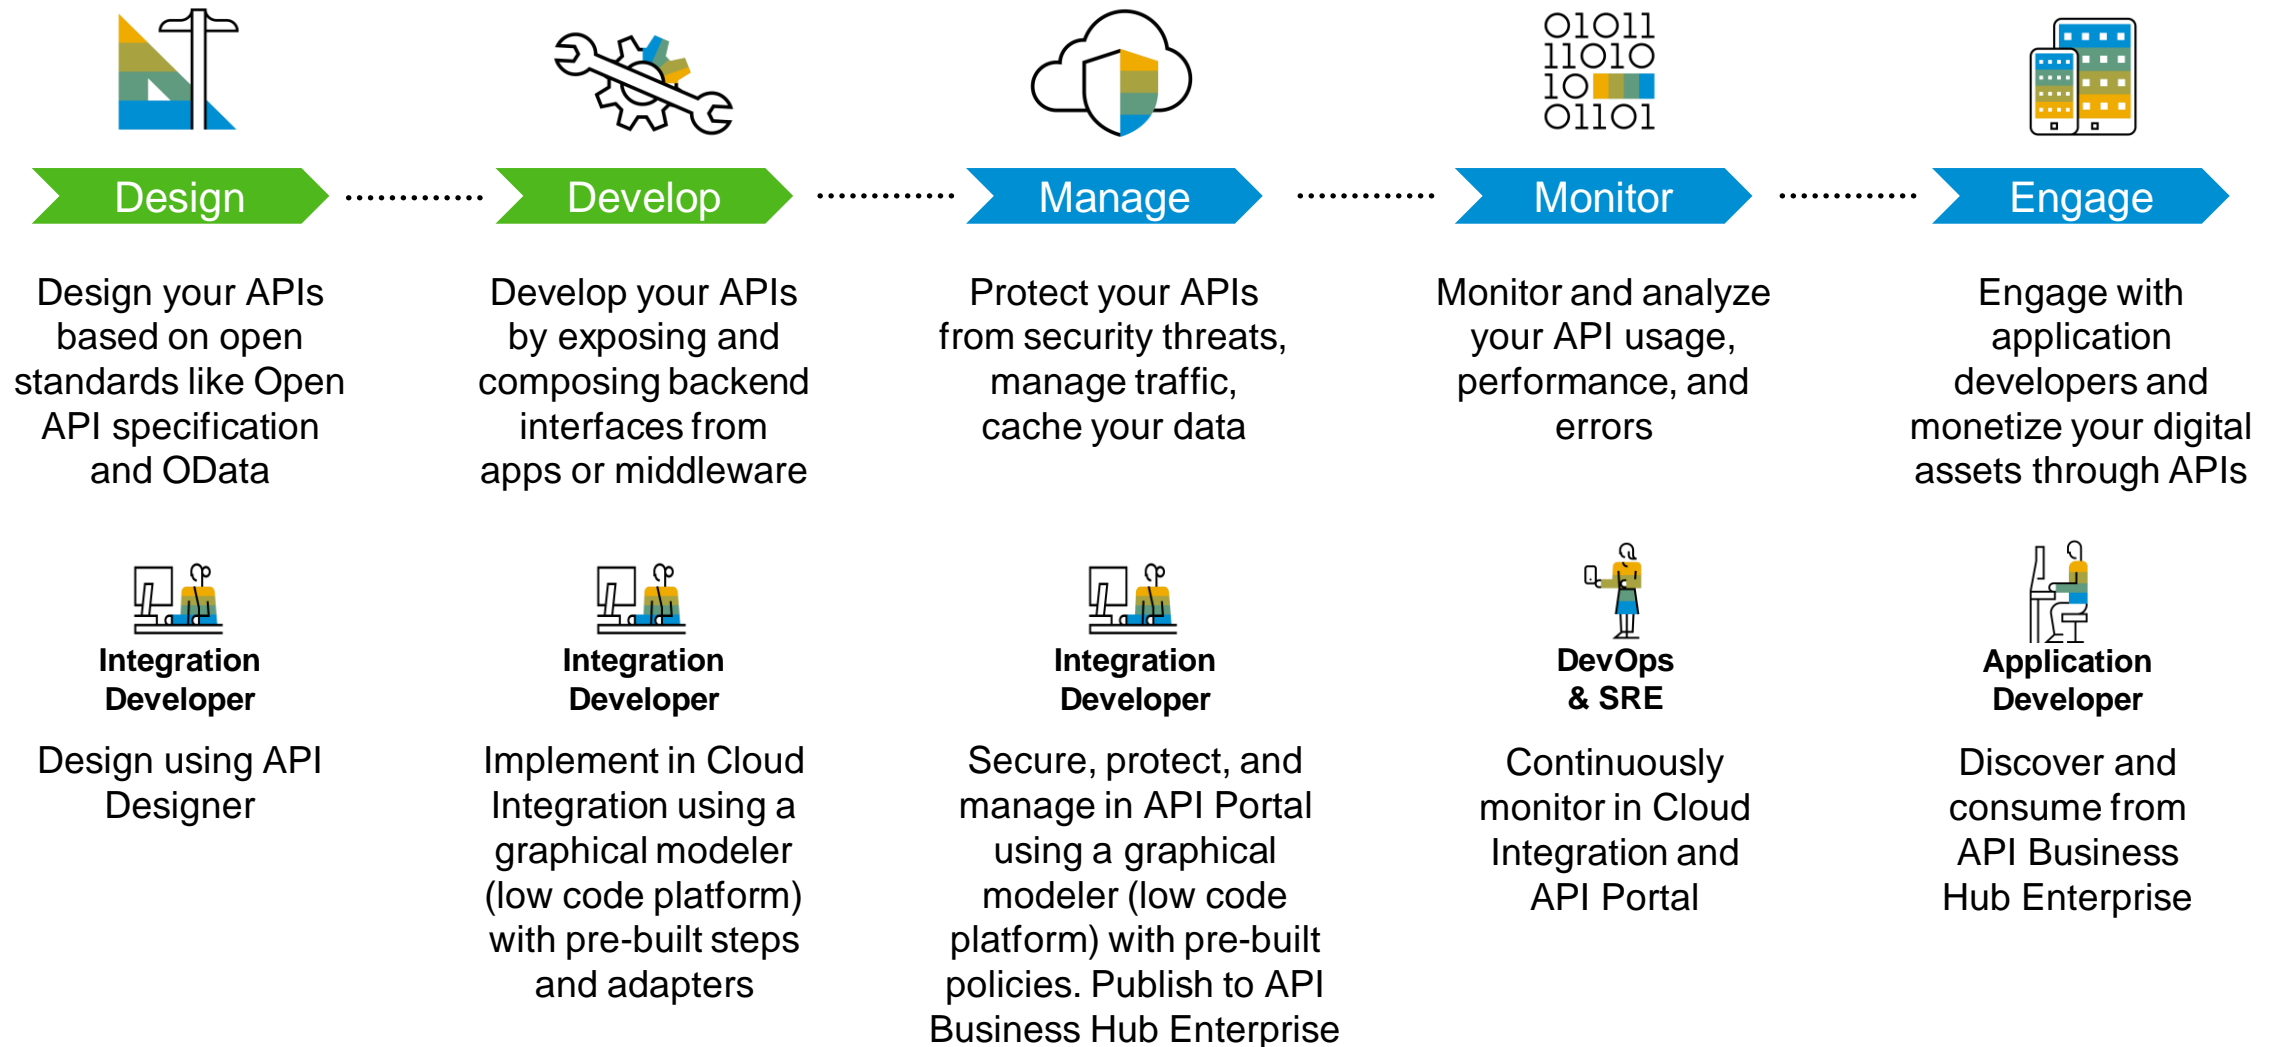 01011
11010
10
01101
Design
Develop
Manage
Monitor
Engage
Design your APIs
based on open
standards like Open
API specification
and OData
Develop your APIs
by exposing and
composing backend
interfaces from
apps or middleware
Protect your APIs
from security threats,
manage traffic,
cache your data
Monitor and analyze
your API usage,
performance, and
errors
Engage with
application
developers and
monetize your digital
assets through APIs
Integration
Developer
Integration
Developer
Integration
Developer
DevOps
& SRE
Application
Developer
Design using API
Designer
Implement in Cloud
Integration using a
graphical modeler
(low code platform)
with pre-built steps
and adapters
Secure, protect, and
manage in API Portal
using a graphical
modeler (low code
platform) with pre-built
policies. Publish to API
Business Hub Enterprise
Continuously
monitor in Cloud
Integration and
API Portal
Discover and
consume from
API Business
Hub Enterprise